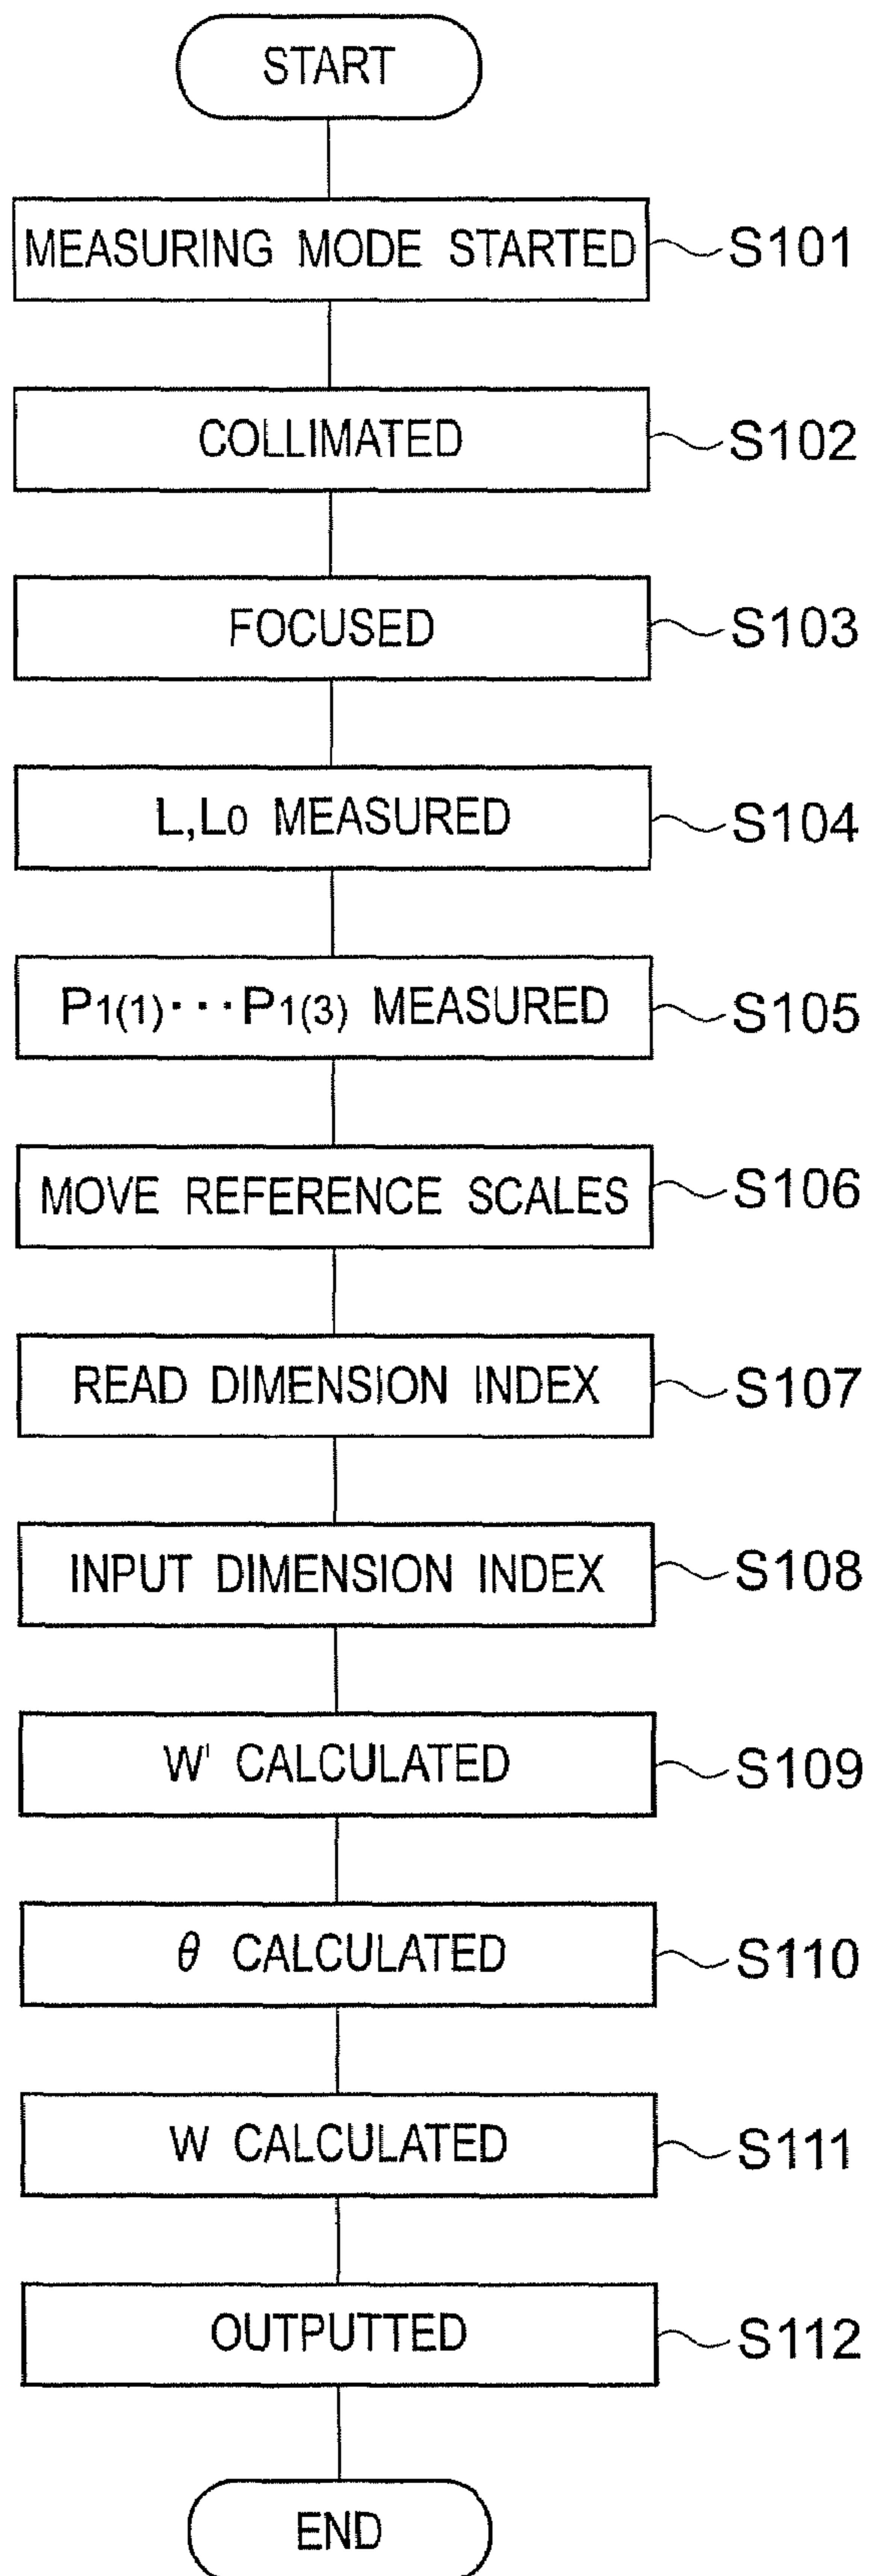 START
MEASURING MODE STARTED S101
COLLIMATED S102
FOCUSED S103
L,L0 MEASURED S104
P1(1)···P1(3) MEASURED S105
MOVE REFERENCE SCALES S106
READ DIMENSION INDEX S107
INPUT DIMENSION INDEX S108
W' CALCULATED S109
θ CALCULATED S110
W CALCULATED S111
OUTPUTTED S112
END